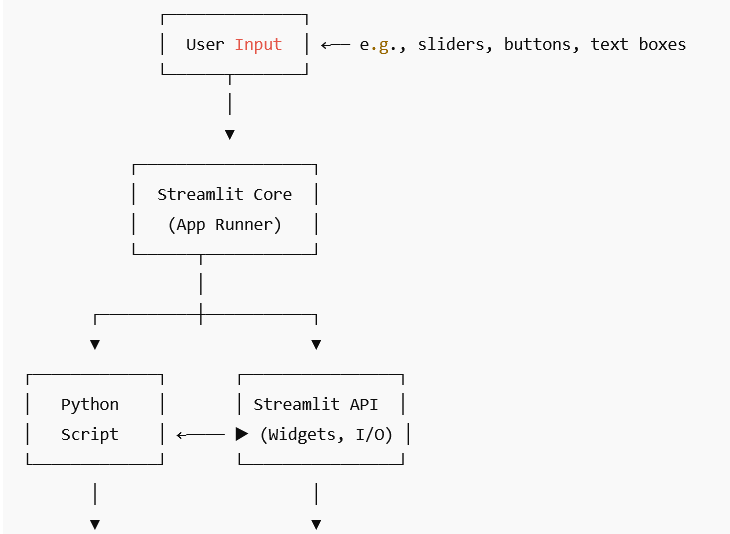 User Input ←── e.g., sliders, buttons, text boxes
Streamlit Core
(App Runner)
Python
Script
Streamlit API
(Widgets, I/O)